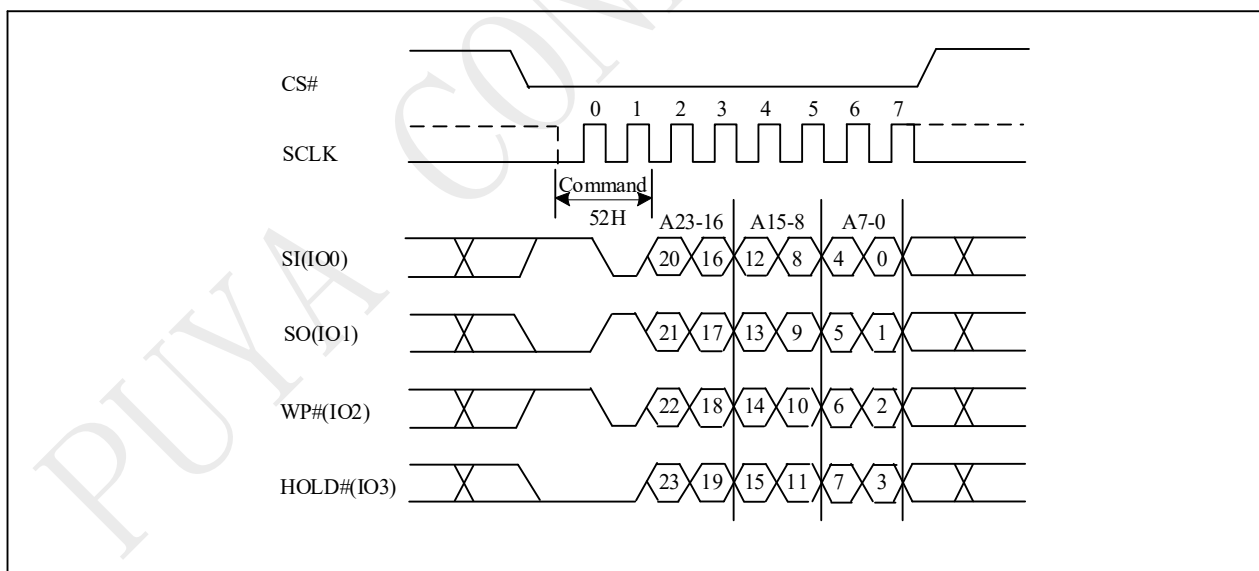 PUYA CON
CS#
0 1 2 3 4 5 6 7
SCLK
Command
52H
A23-16 A15-8 A7-0
SI(IO0) 20 16 12 8 4 0
SO(IO1) 21 17 13 9 5 1
WP#(IO2) 22 18 14 10 6 2
HOLD#(IO3) 23 19 15 11 7 3